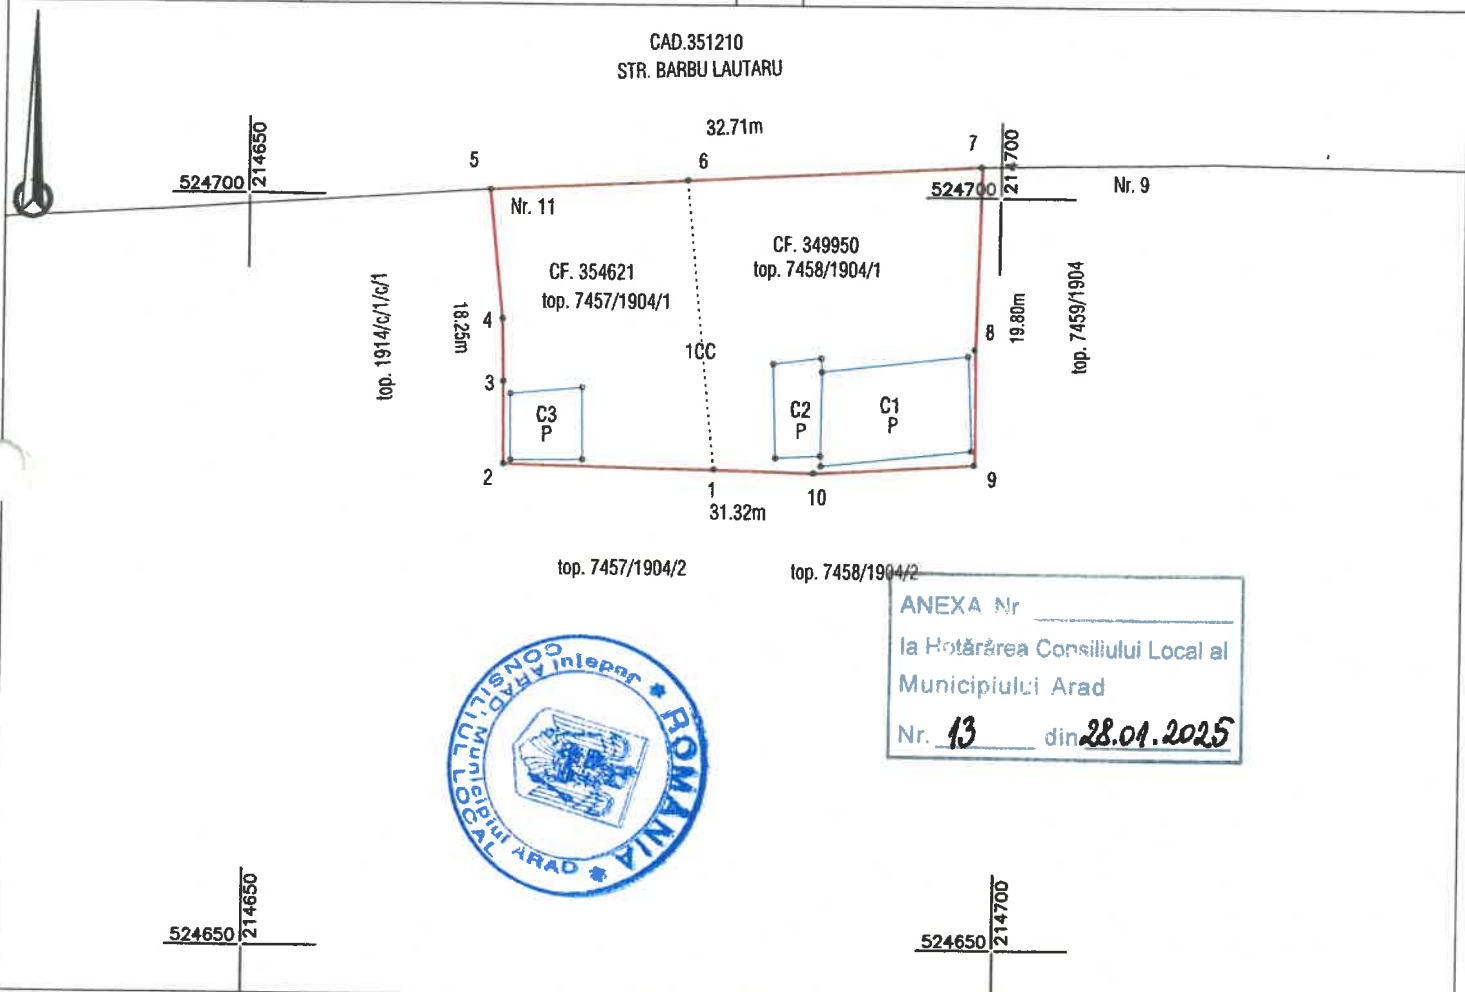 CAD.351210
STR. BARBU LAUTARU
32.71m
5
6
7
524700
214650
524700
214700
Nr. 11
Nr. 9
CF. 354621
top. 7457/1904/1
CF. 349950
top. 7458/1904/1
top. 1914/c/1/c/1
18.25m
4
3
1CC
8
19.80m
top. 7459/1904
C3
P
C2
P
C1
P
2
1
10
9
31.32m
top. 7457/1904/2
top. 7458/1904/2
ANEXA Nr
la Hotărârea Consiliului Local al
Municipiului Arad
Nr. 13 din 28.01.2025
ROMÂNIA
Județul ARAD * Municipiul ARAD
CONSILIUL LOCAL
524650
214650
524650
214700